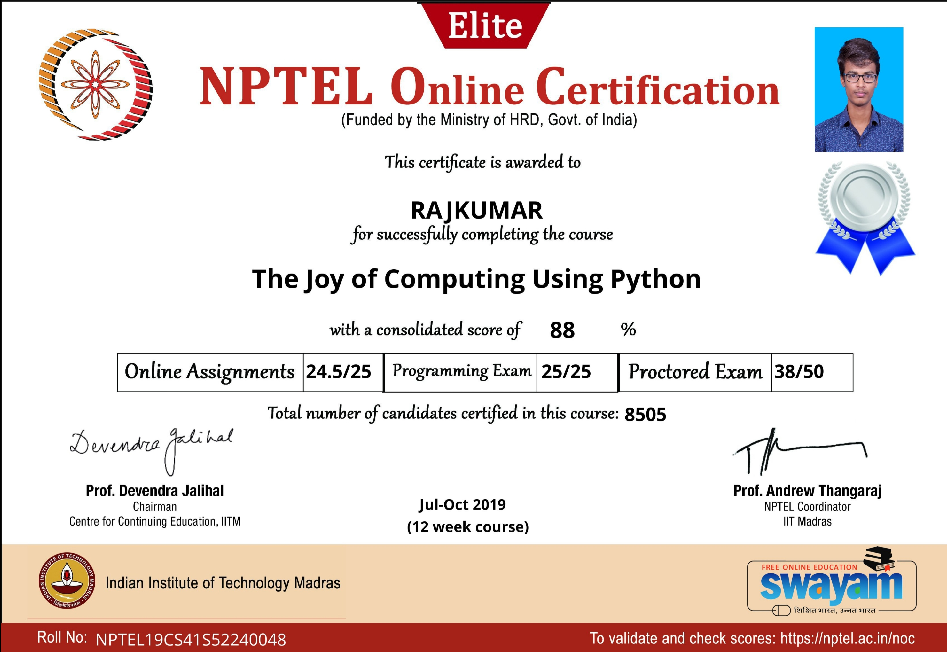 Elite
NPTEL Online Certification
(Funded by the Ministry of HRD, Govt. of India)
This certificate is awarded to
RAJKUMAR
for successfully completing the course
The Joy of Computing Using Python
with a consolidated score of 88 %
Online Assignments 24.5/25 Programming Exam 25/25 Proctored Exam 38/50
Total number of candidates certified in this course: 8505
Devendra Jalihal
Prof. Devendra Jalihal
Chairman
Centre for Continuing Education, IITM
Jul-Oct 2019
(12 week course)
Prof. Andrew Thangaraj
NPTEL Coordinator
IIT Madras
Indian Institute of Technology Madras
FREE ONLINE EDUCATION
swayam
शिक्षित भारत, उन्नत भारत
Roll No: NPTEL19CS41S52240048
To validate and check scores: https://nptel.ac.in/noc